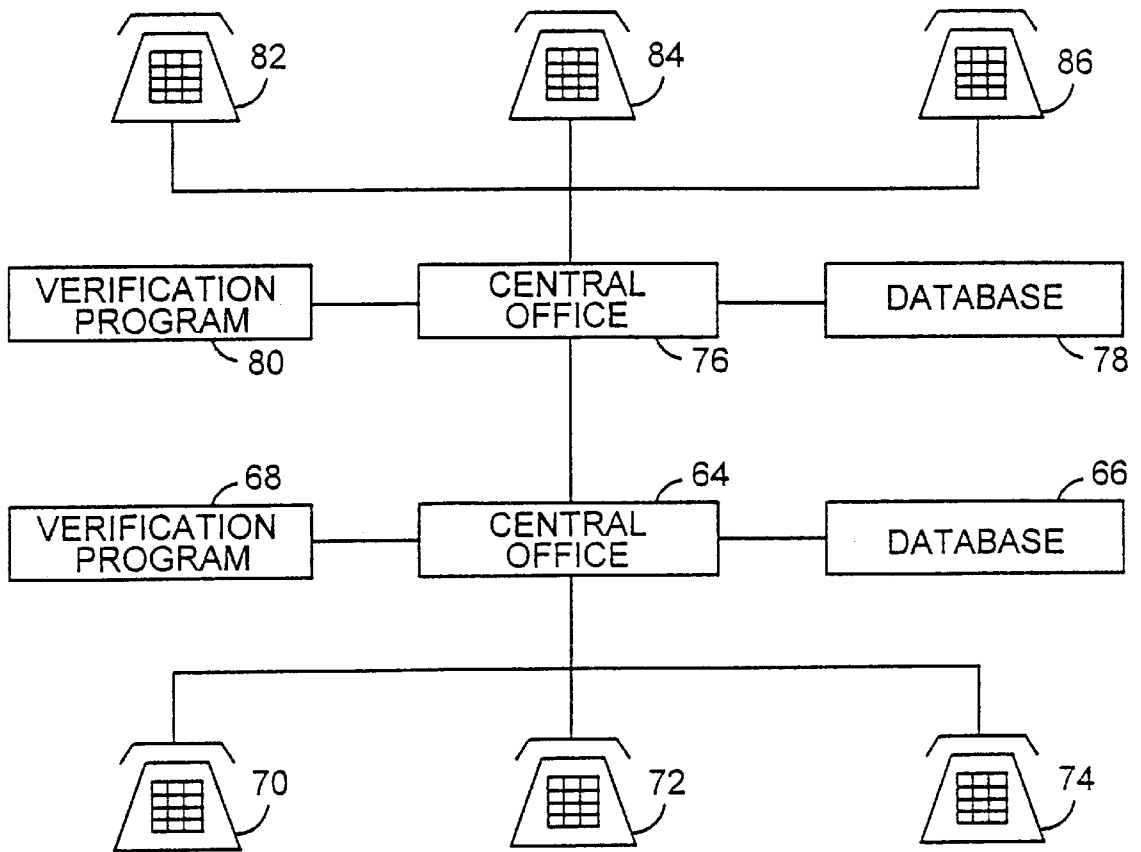 82
84
86
VERIFICATION
PROGRAM
CENTRAL
OFFICE
DATABASE
80
76
78
68
64
66
VERIFICATION
PROGRAM
CENTRAL
OFFICE
DATABASE
70
72
74